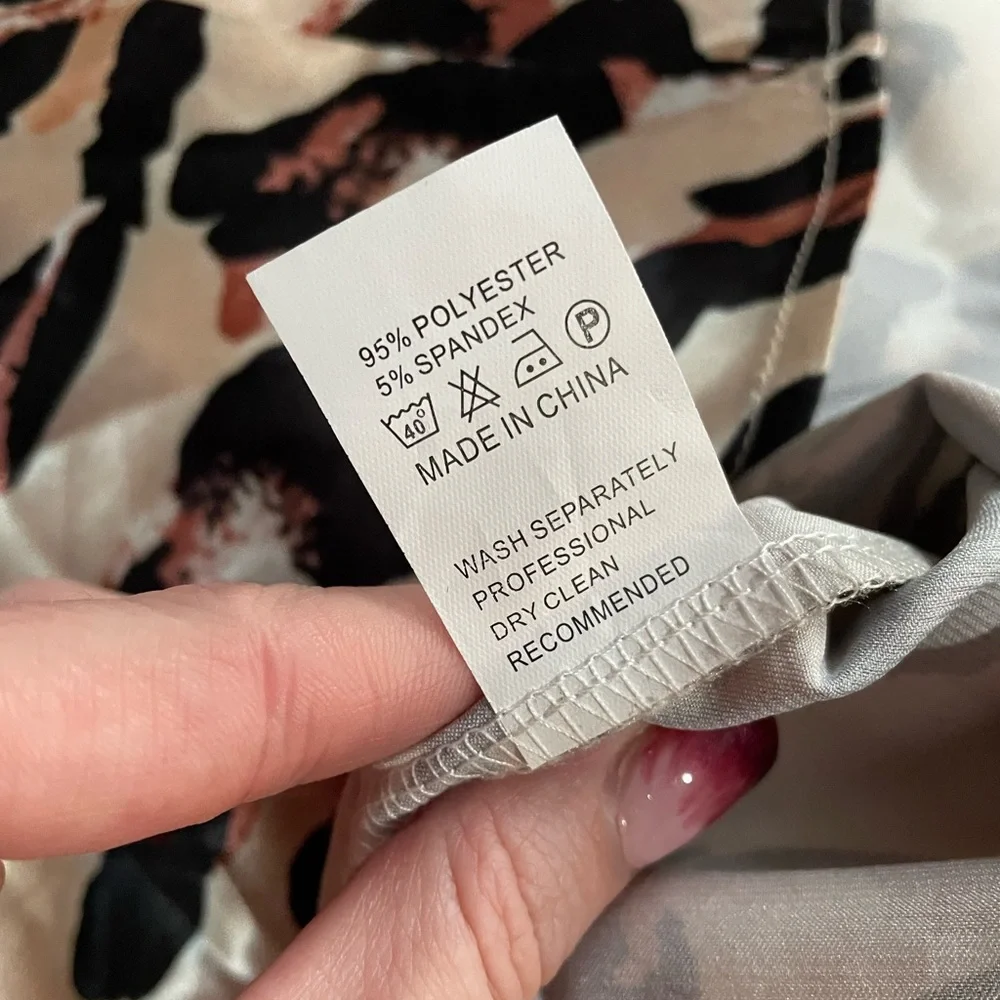 95% POLYESTER
5% SPANDEX
40° P
MADE IN CHINA
WASH SEPARATELY
PROFESSIONAL
DRY CLEAN
RECOMMENDED